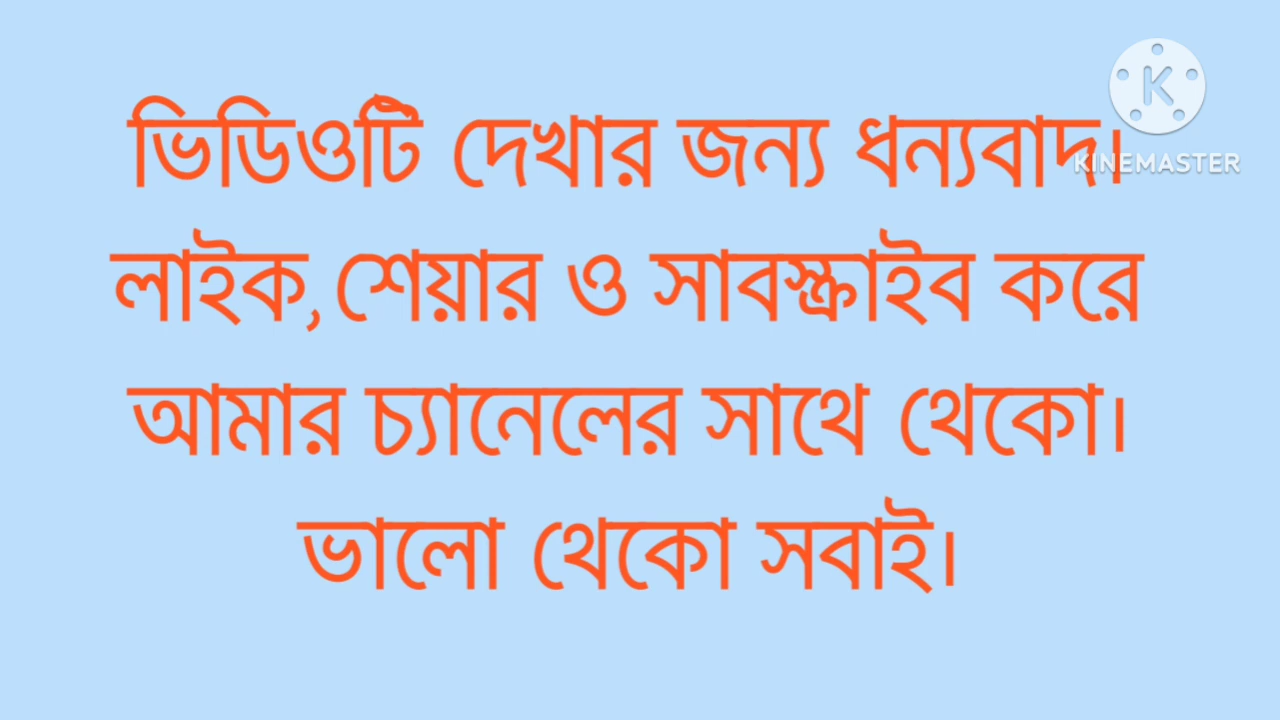 ভিডিওটি দেখার জন্য ধন্যবাদ।
লাইক, শেয়ার ও সাবস্ক্রাইব করে
আমার চ্যানেলের সাথে থেকো।
ভালো থেকো সবাই।
K
KINEMASTER